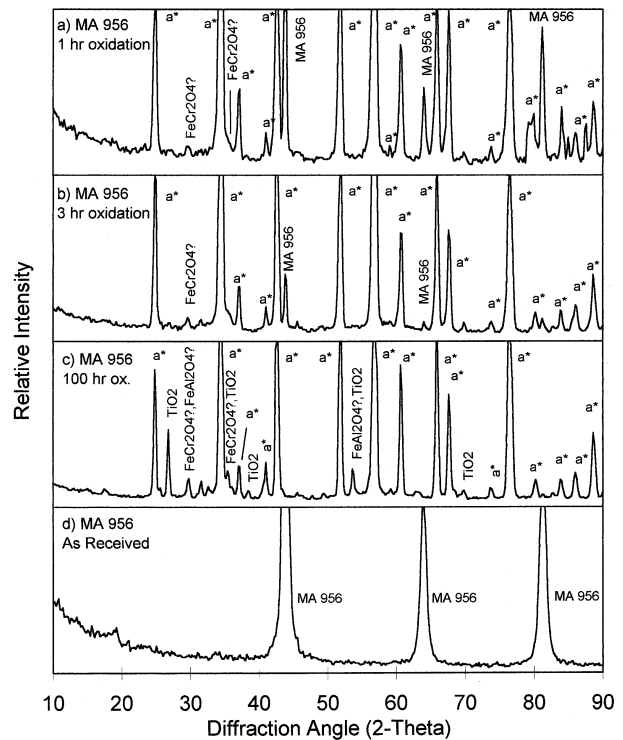 Relative Intensity
a) MA 956
1 hr oxidation
a*
FeCr2O4?
a*
FeCr2O4?
a*
a*
a*
MA 956
a*
a*
a*
a*
a*
MA 956
a*
a*
a*
MA 956
a*
a*
a*
a*
b) MA 956
3 hr oxidation
a*
FeCr2O4?
a*
a*
a*
a*
MA 956
a*
a*
a*
a*
MA 956
a*
a*
a*
a*
a*
a*
a*
c) MA 956
100 hr ox.
a*
TiO2
FeCr2O4?,FeAl2O4?
a*
FeCr2O4?,TiO2
a*
TiO2
a*
a*
a*
FeAl2O4?,TiO2
a*
a*
a*
a*
TiO2
a*
a*
a*
a*
a*
a*
d) MA 956
As Received
MA 956
MA 956
MA 956
10 20 30 40 50 60 70 80 90
Diffraction Angle (2-Theta)